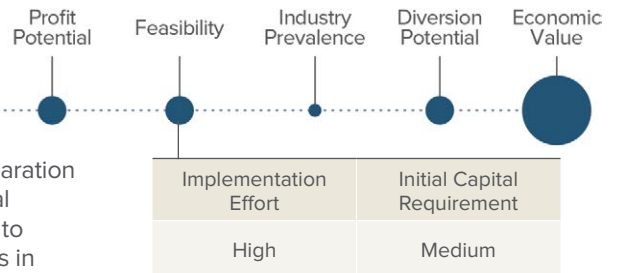 Profit
Potential
Feasibility
Industry
Prevalence
Diversion
Potential
Economic
Value
aration
al
to
s in
Implementation
Effort
Initial Capital
Requirement
High
Medium